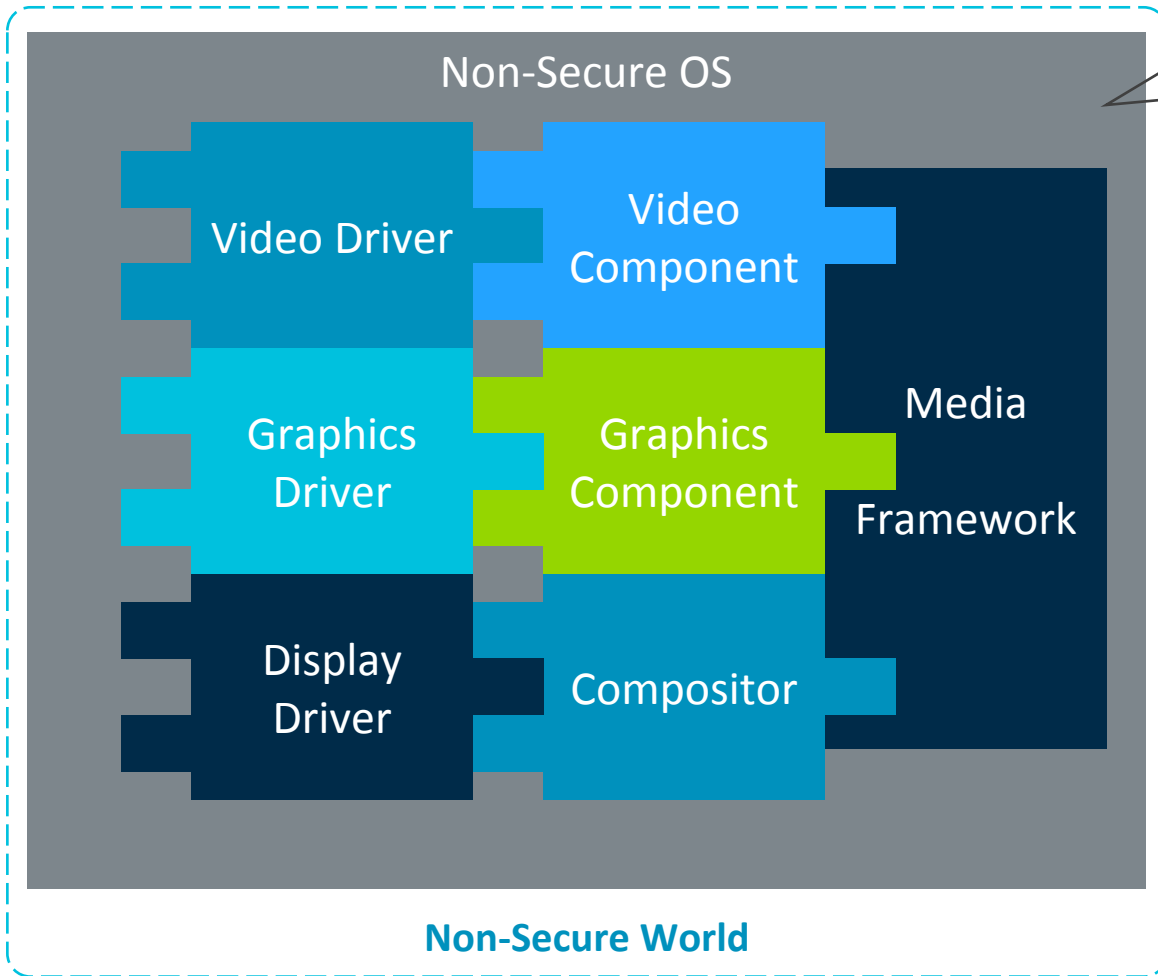 Non-Secure OS
Video Driver
Video
Component
Graphics
Driver
Graphics
Component
Media
Framework
Display
Driver
Compositor
Non-Secure World